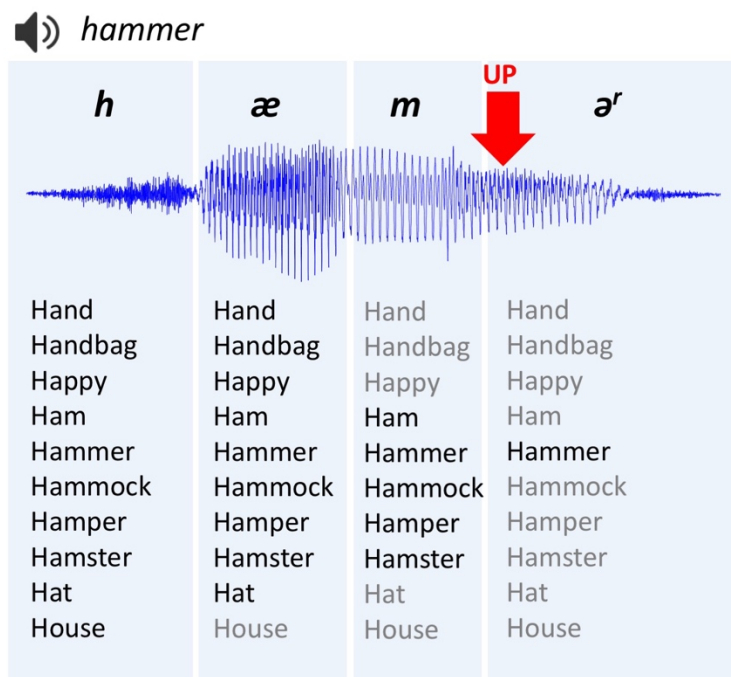 hammer
UP
h æ m əʳ
Hand Hand Hand Hand
Handbag Handbag Handbag Handbag
Happy Happy Happy Happy
Ham Ham Ham Ham
Hammer Hammer Hammer Hammer
Hammock Hammock Hammock Hammock
Hamper Hamper Hamper Hamper
Hamster Hamster Hamster Hamster
Hat Hat Hat Hat
House House House House